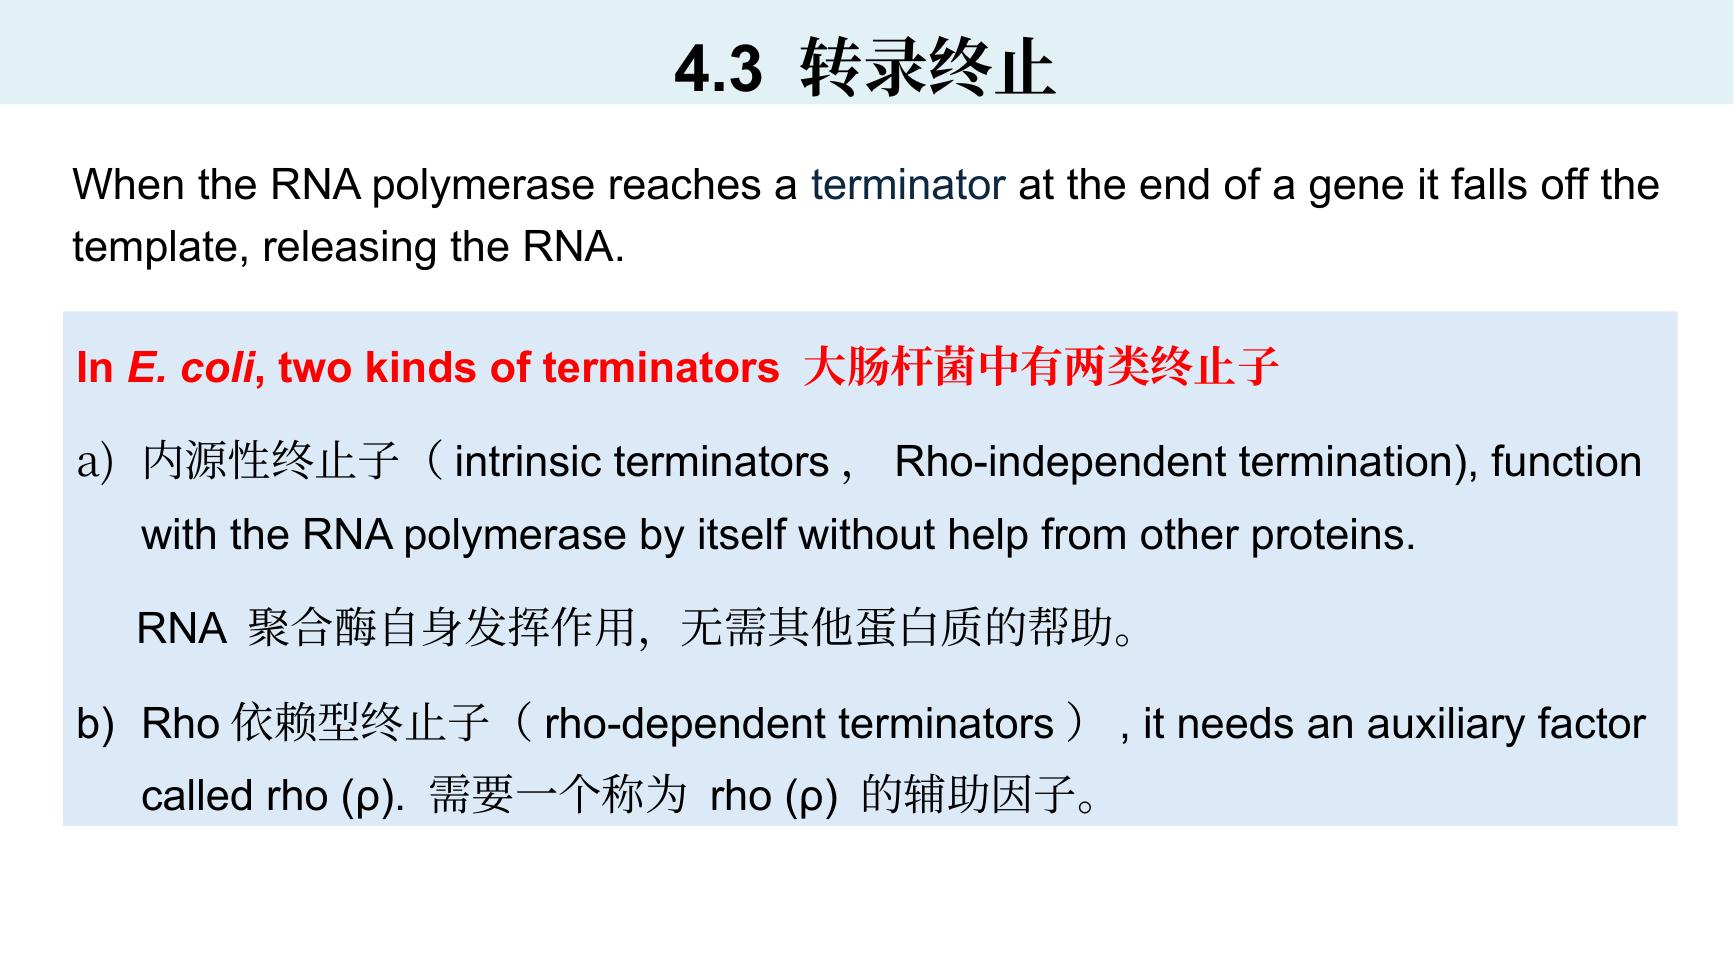 4.3 转录终止
When the RNA polymerase reaches a terminator at the end of a gene it falls off the
template, releasing the RNA.
In E. coli, two kinds of terminators 大肠杆菌中有两类终止子
a) 内源性终止子（ intrinsic terminators ， Rho-independent termination), function
with the RNA polymerase by itself without help from other proteins.
RNA 聚合酶自身发挥作用，无需其他蛋白质的帮助。
b) Rho 依赖型终止子（ rho-dependent terminators ） , it needs an auxiliary factor
called rho (ρ). 需要一个称为 rho (ρ) 的辅助因子。